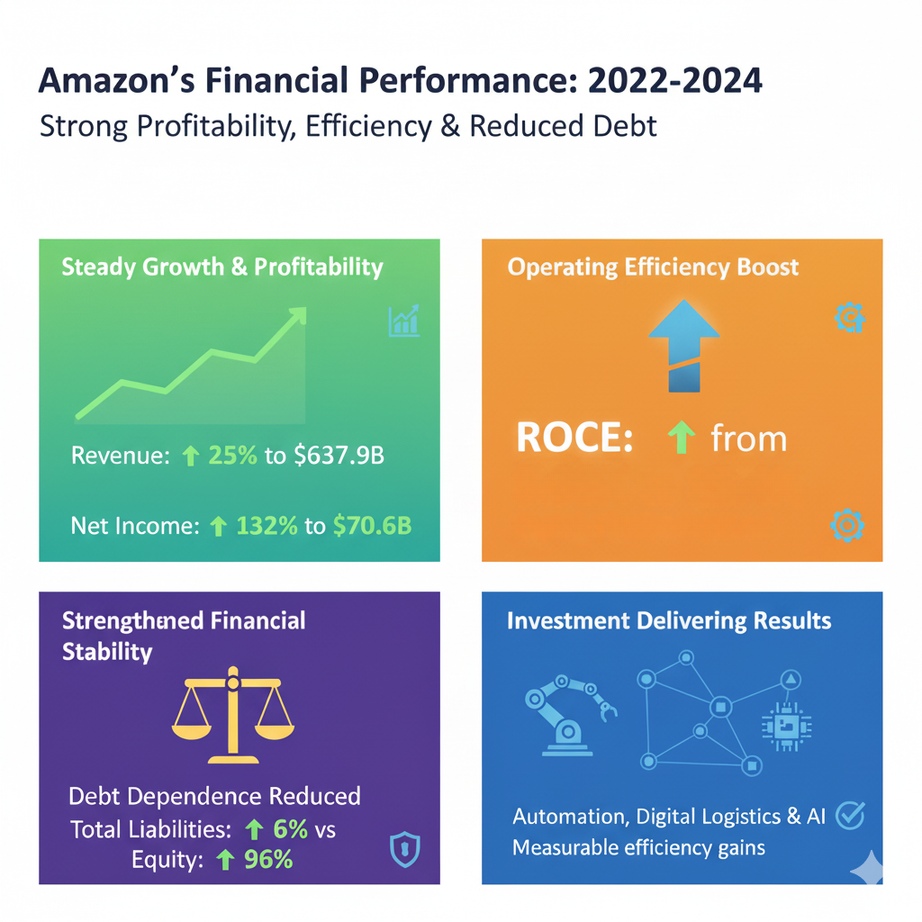 Amazon’s Financial Performance: 2022-2024
Strong Profitability, Efficiency & Reduced Debt
Steady Growth & Profitability
Revenue: ↑ 25% to $637.9B
Net Income: ↑ 132% to $70.6B
Operating Efficiency Boost
ROCE: ↑ from
Strengthened Financial
Stability
Debt Dependence Reduced
Total Liabilities: ↑ 6% vs
Equity: ↑ 96%
Investment Delivering Results
Automation, Digital Logistics & AI
Measurable efficiency gains